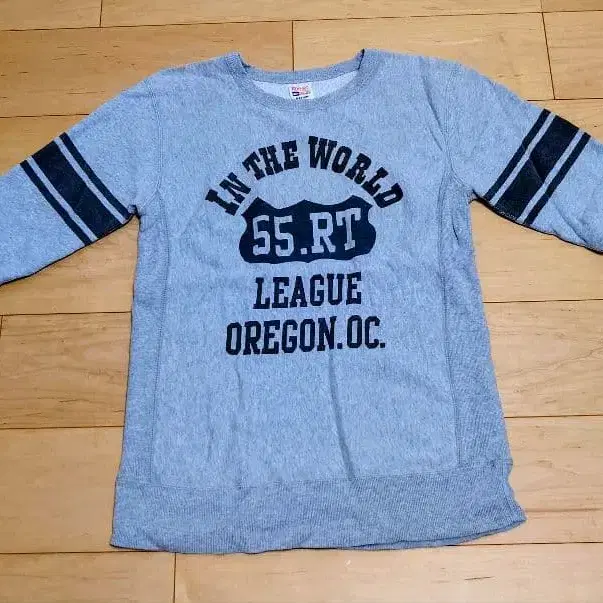 IN THE WORLD
55.RT
LEAGUE
OREGON.OC.